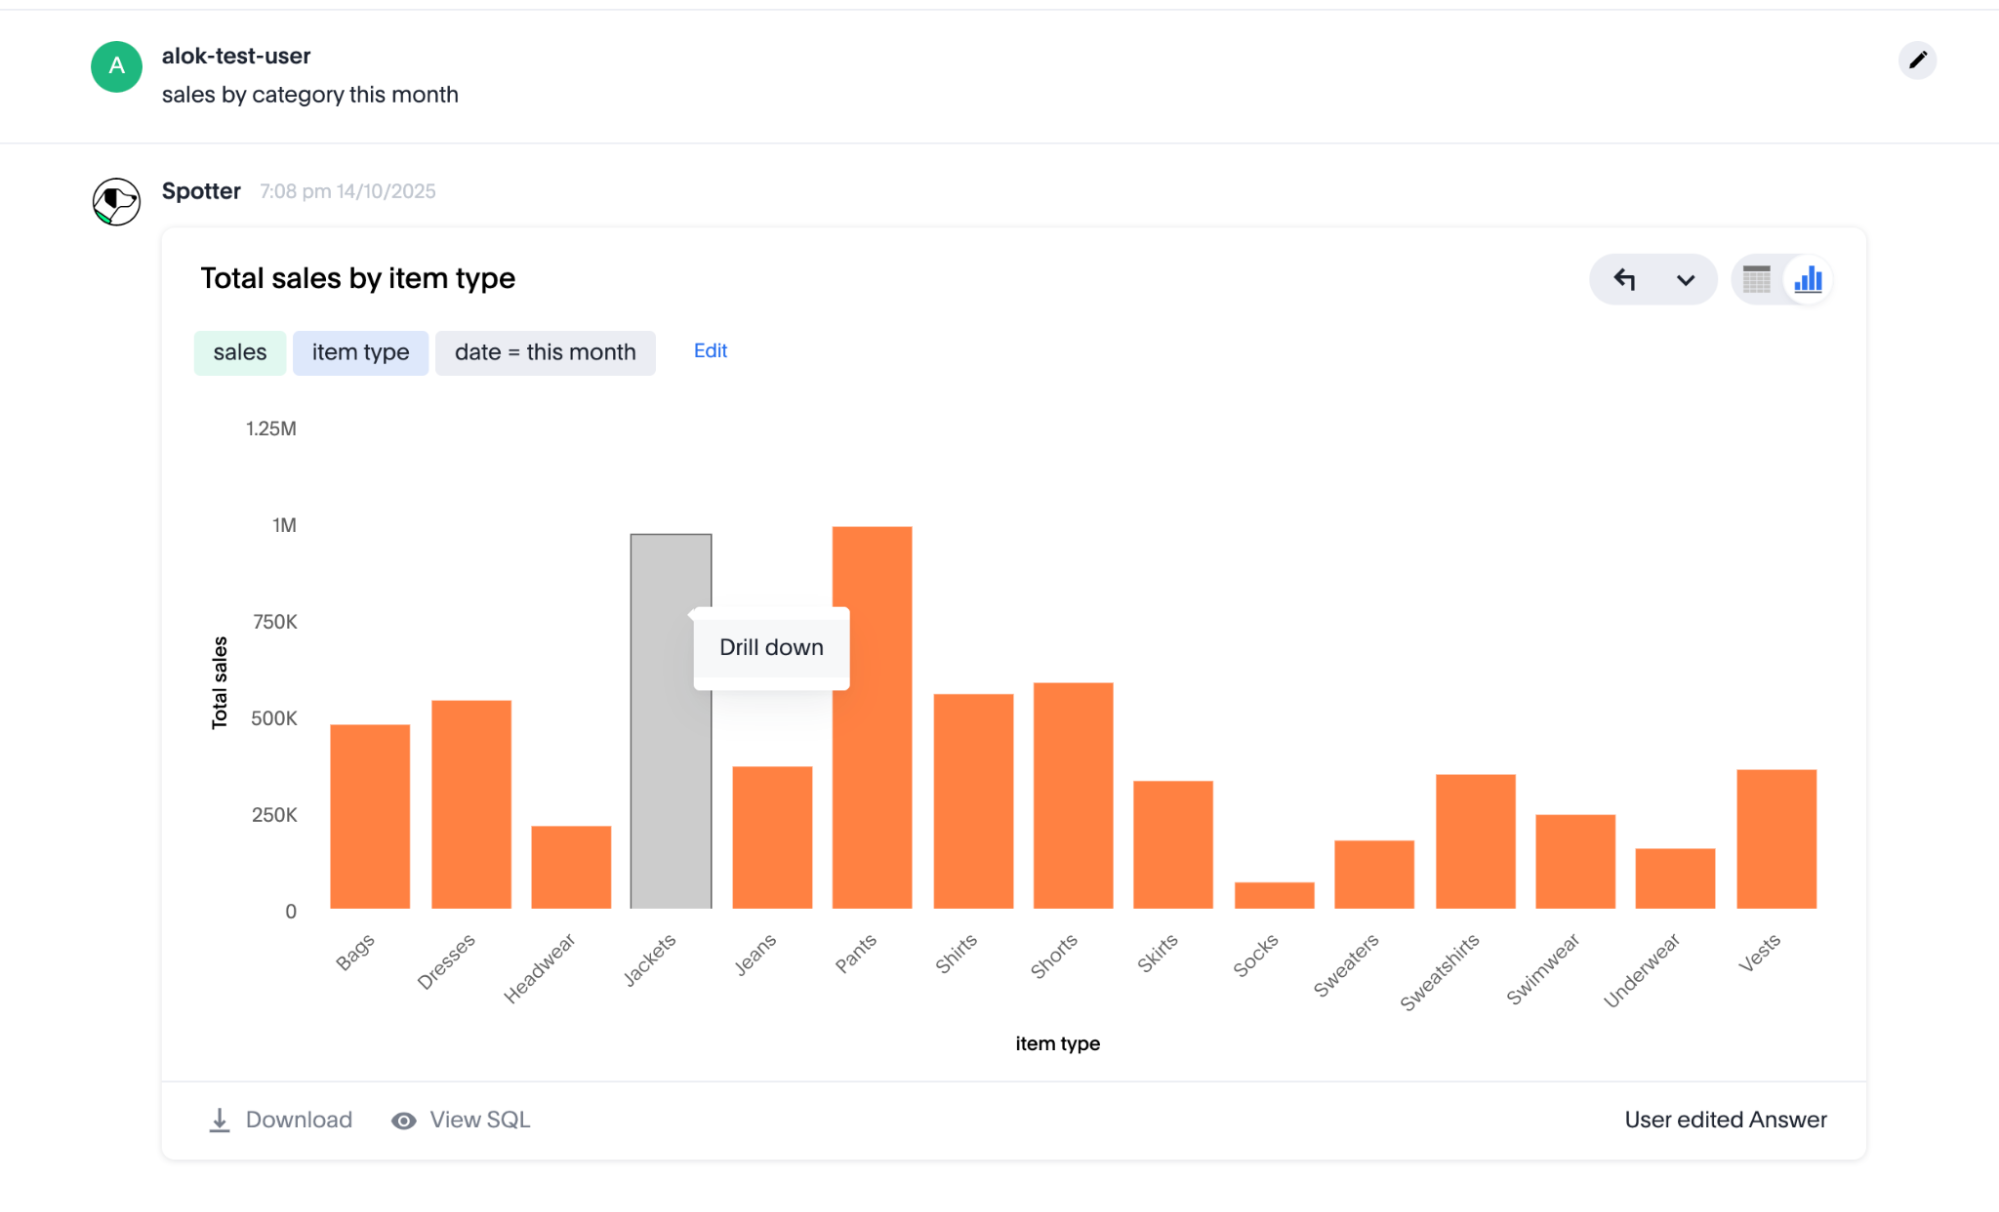 A
alok-test-user
sales by category this month
Spotter 7:08 pm 14/10/2025
Total sales by item type
sales item type date = this month Edit
1.25M
1M
750K
500K
250K
0
Total sales
Drill down
Bags Dresses Headwear Jackets Jeans Pants Shirts Shorts Skirts Socks Sweaters Sweatshirts Swimwear Underwear Vests
item type
Download View SQL User edited Answer